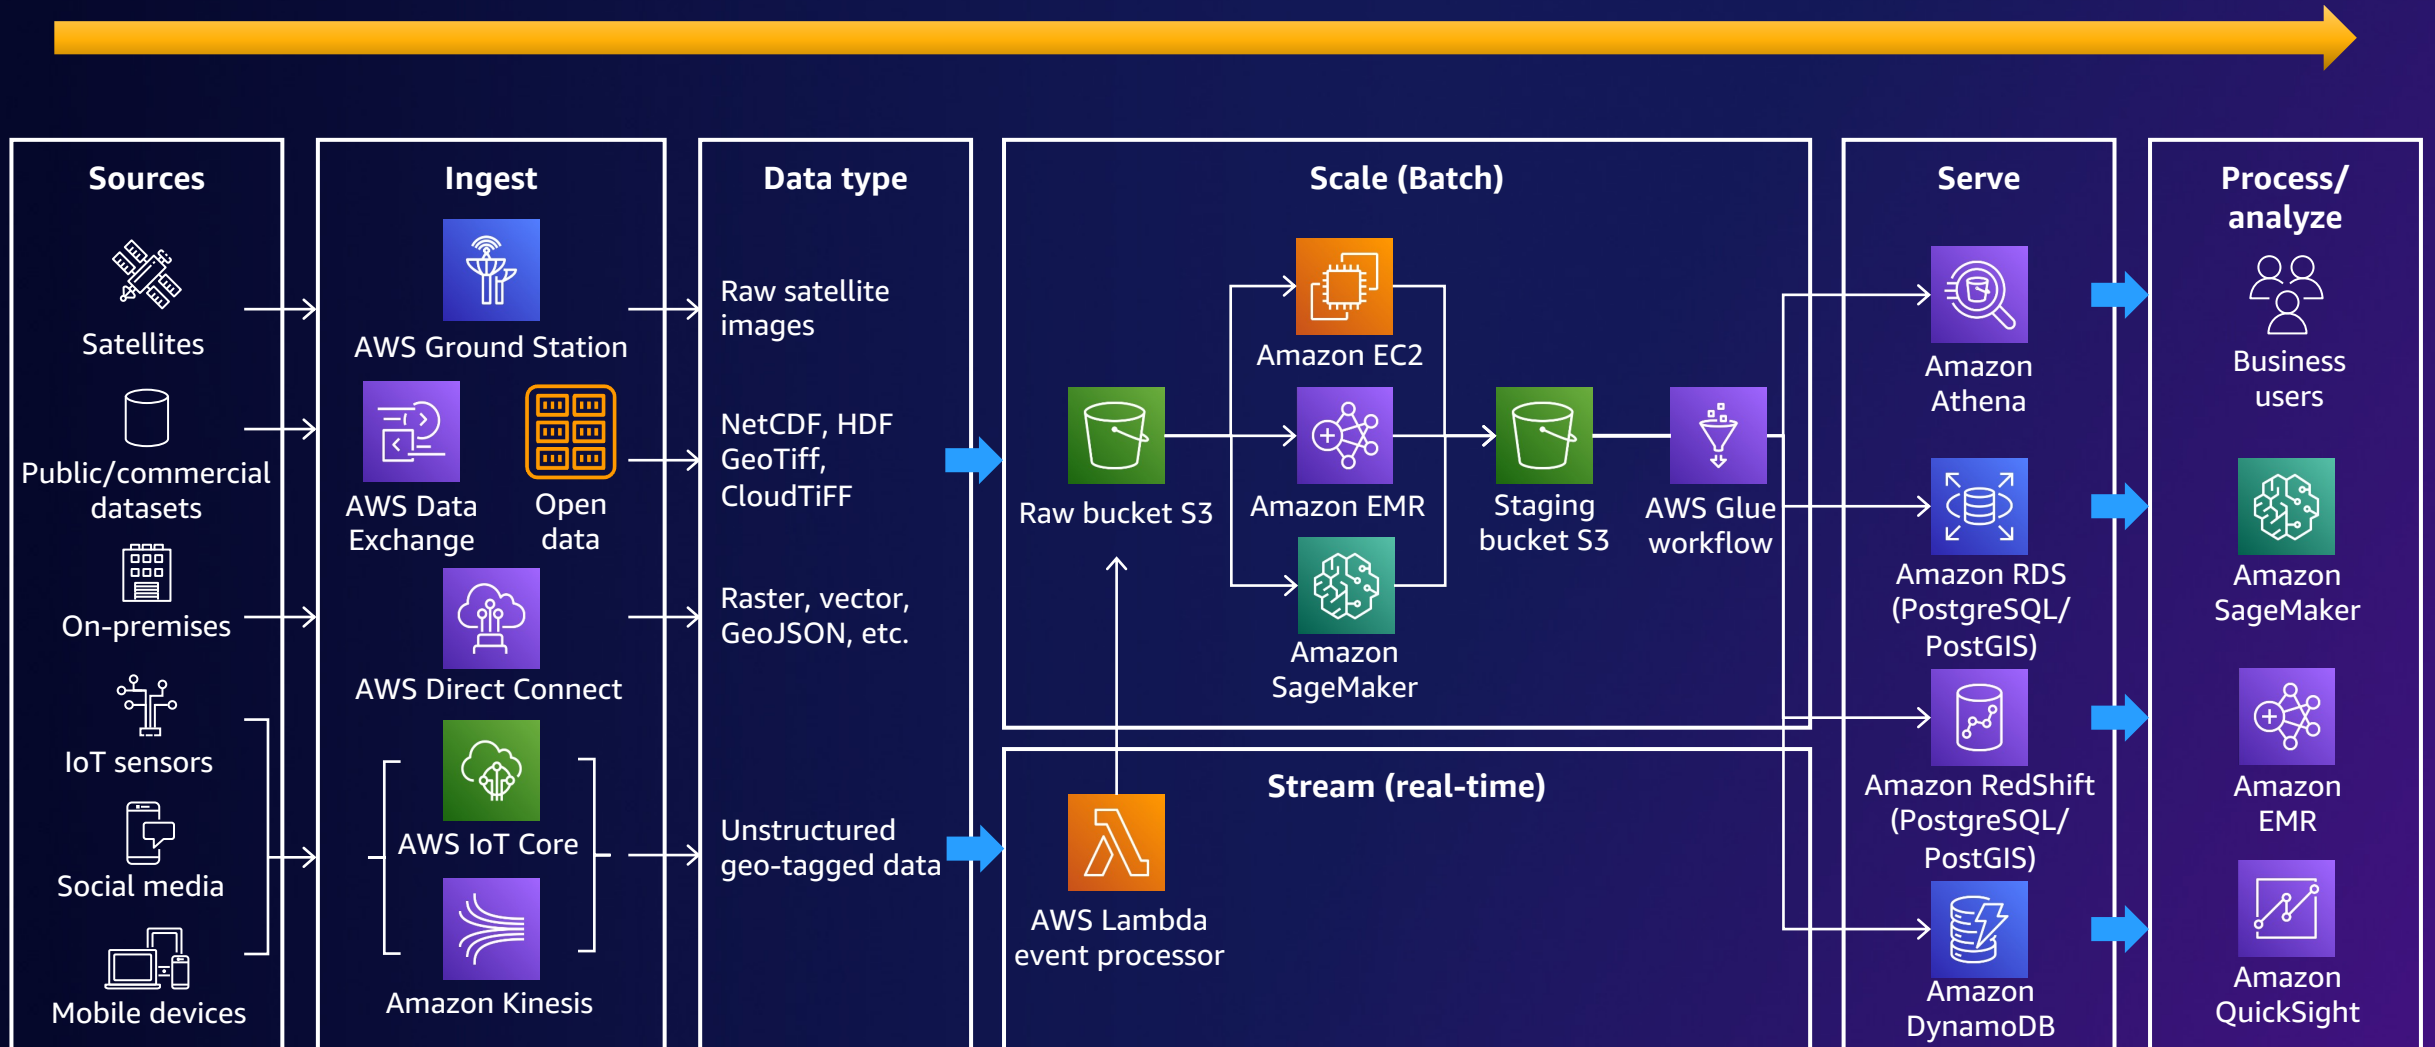 Sources
Satellites
Public/commercial
datasets
On-premises
IoT sensors
Social media
Mobile devices
Ingest
AWS Ground Station
AWS Data
Exchange
Open
data
AWS Direct Connect
AWS IoT Core
Amazon Kinesis
Data type
Raw satellite
images
NetCDF, HDF
GeoTiff,
CloudTiFF
Raster, vector,
GeoJSON, etc.
Unstructured
geo-tagged data
Scale (Batch)
Raw bucket S3
Amazon EC2
Amazon EMR
Amazon
SageMaker
Staging
bucket S3
AWS Glue
workflow
Stream (real-time)
AWS Lambda
event processor
Serve
Amazon
Athena
Amazon RDS
(PostgreSQL/
PostGIS)
Amazon RedShift
(PostgreSQL/
PostGIS)
Amazon
DynamoDB
Process/
analyze
Business
users
Amazon
SageMaker
Amazon
EMR
Amazon
QuickSight